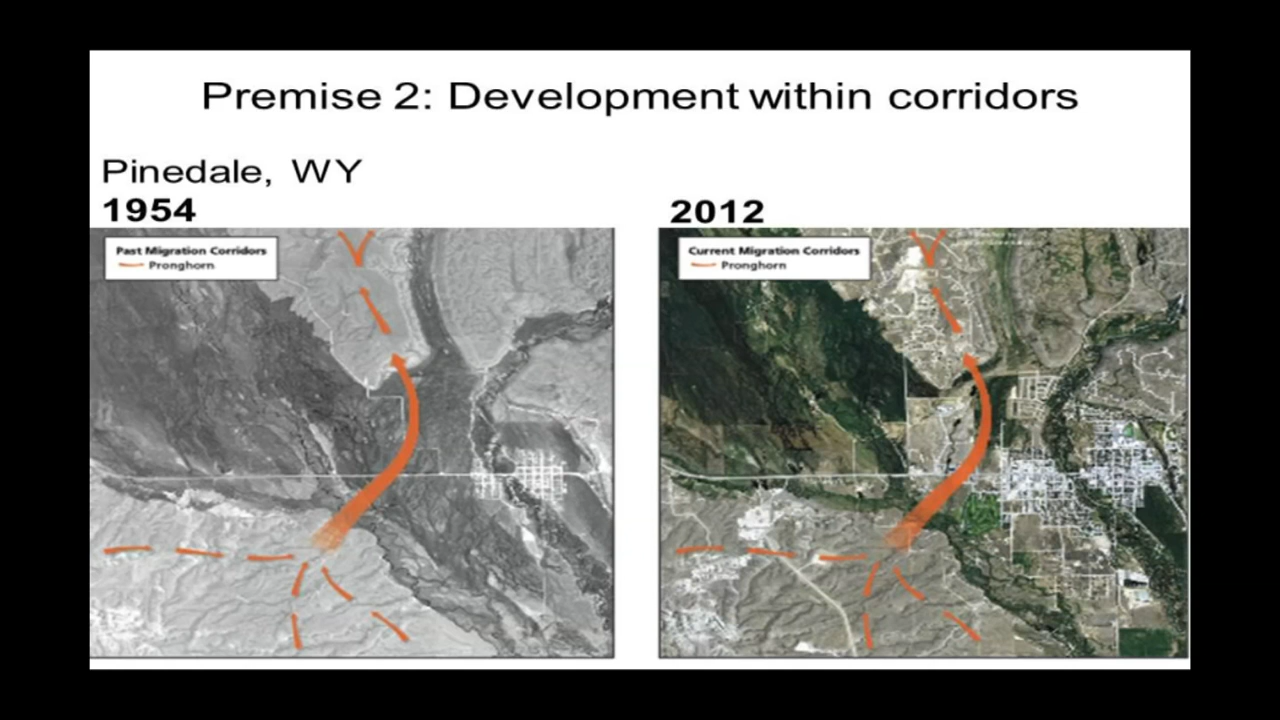 Premise 2: Development within corridors
Pinedale, WY
1954
2012
Past Migration Corridors
Pronghorn
Current Migration Corridors
Pronghorn